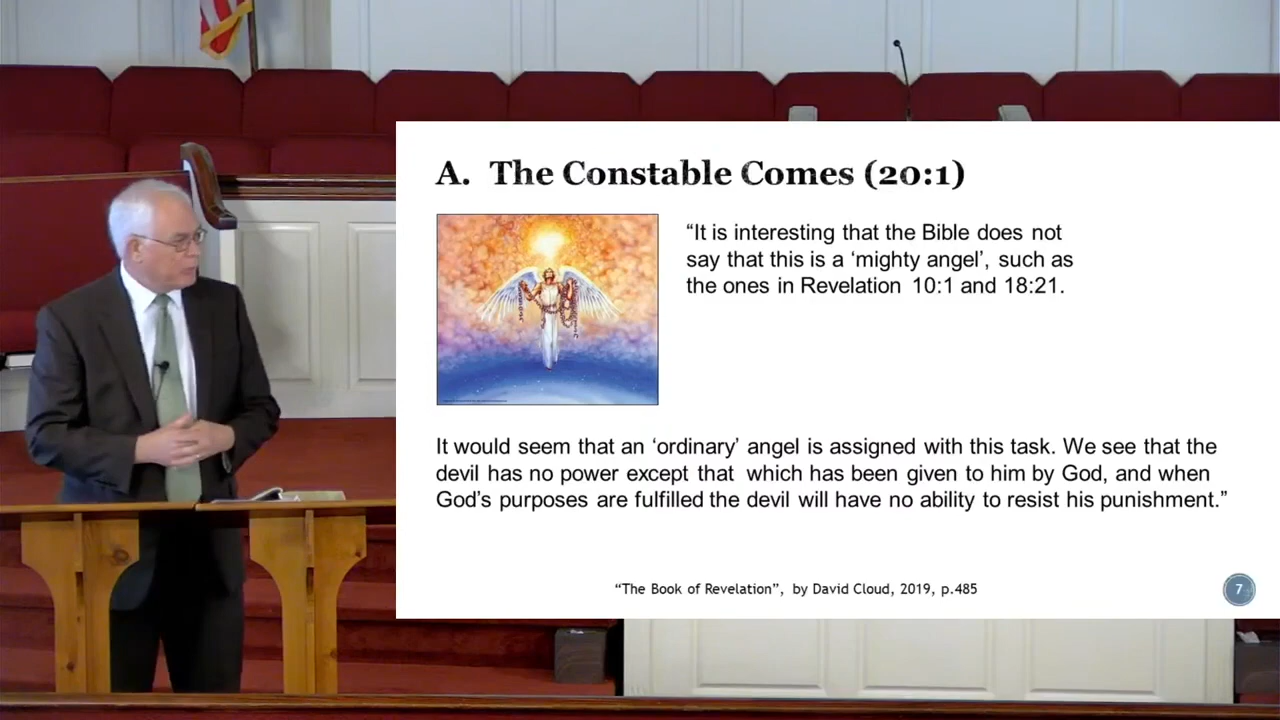 A. The Constable Comes (20:1)
“It is interesting that the Bible does not
say that this is a ‘mighty angel’, such as
the ones in Revelation 10:1 and 18:21.
It would seem that an ‘ordinary’ angel is assigned with this task. We see that the
devil has no power except that which has been given to him by God, and when
God’s purposes are fulfilled the devil will have no ability to resist his punishment.”
“The Book of Revelation”, by David Cloud, 2019, p.485
7